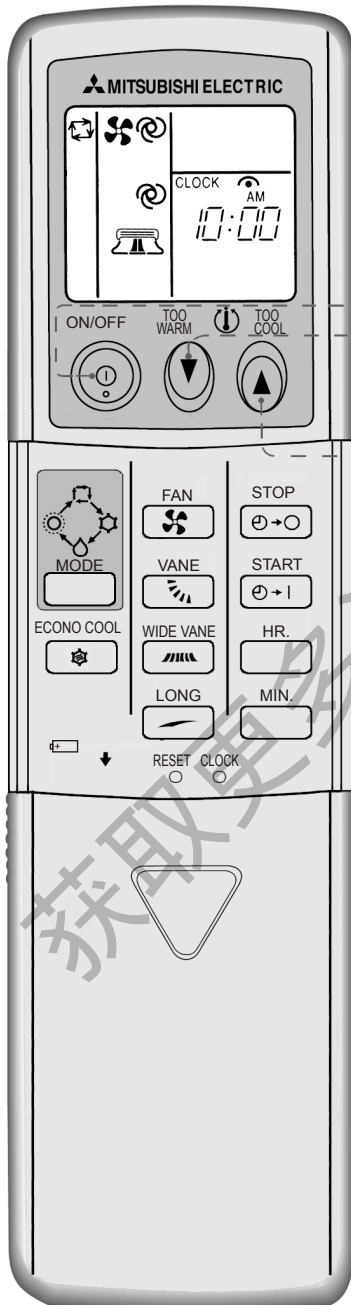 MITSUBISHI ELECTRIC
CLOCK
AM
10:00
ON/OFF
TOO WARM
TOO COOL
MODE
FAN
STOP
VANE
START
ECONO COOL
WIDE VANE
HR.
LONG
MIN.
RESET CLOCK
获取更多